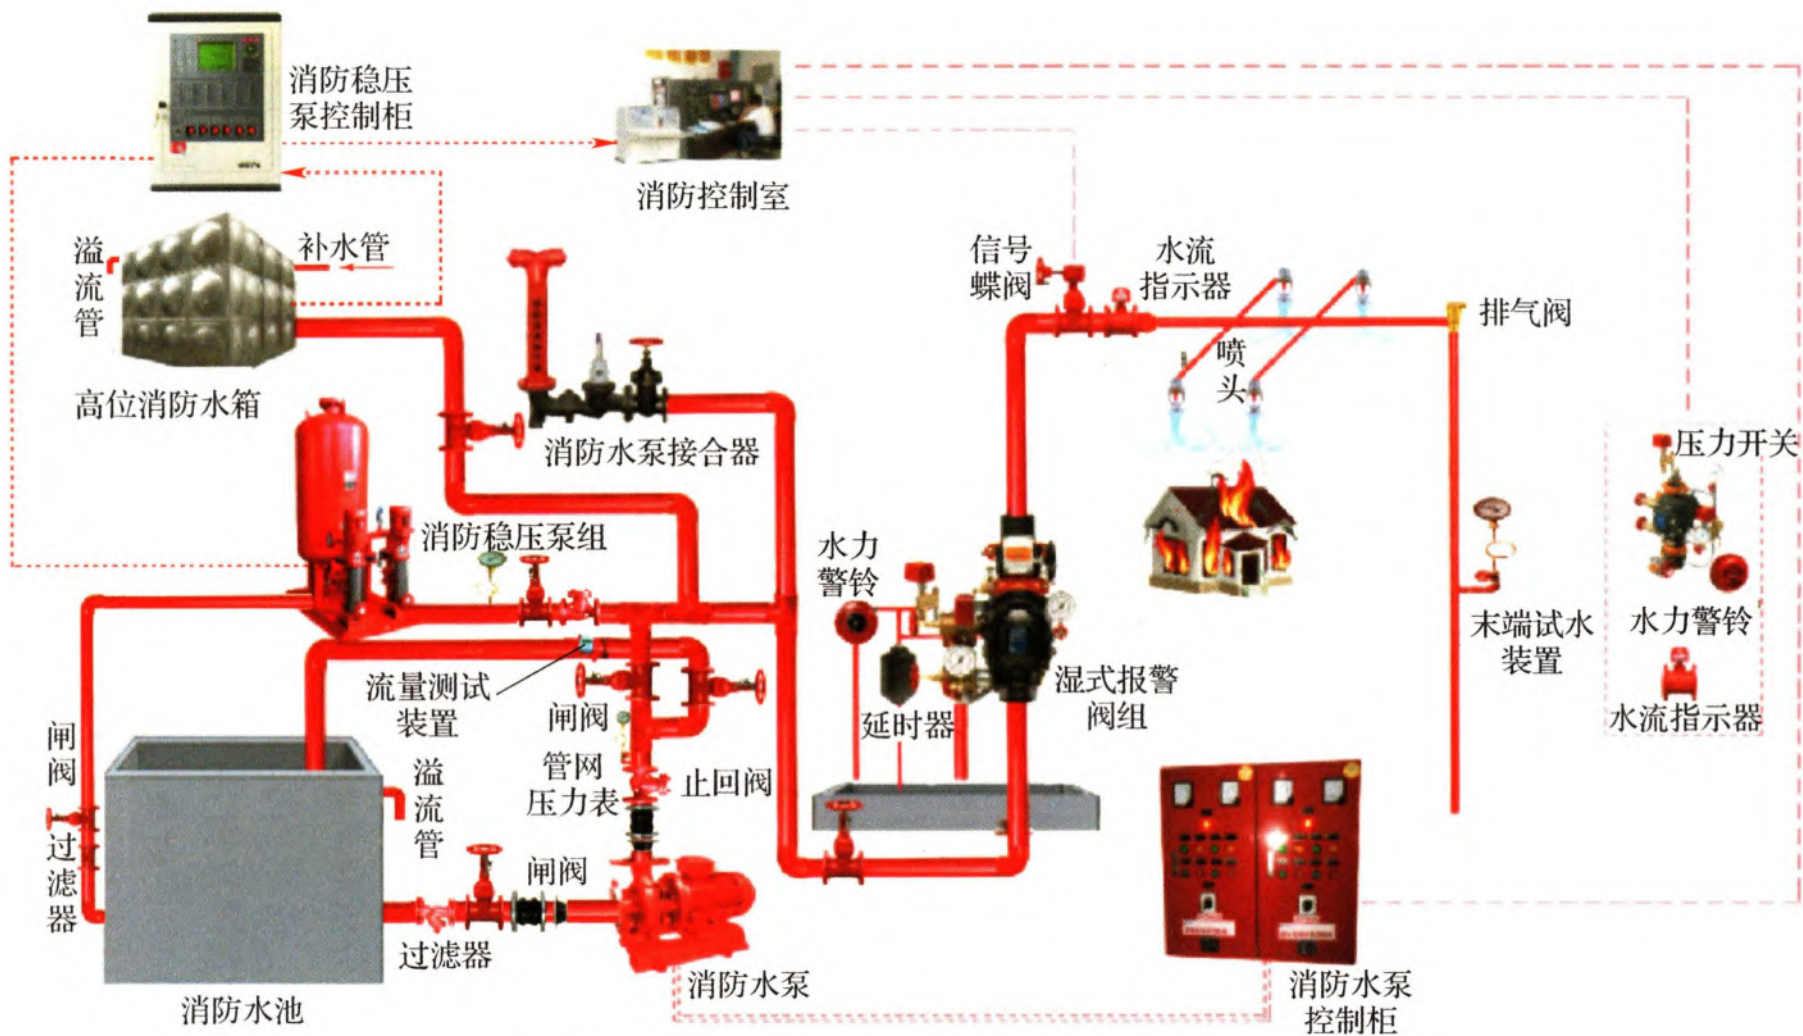 消防稳压
泵控制柜
消防控制室
溢流管
补水管
高位消防水箱
消防水泵接合器
信号
蝶阀
水流
指示器
排气阀
喷头
压力开关
水力警铃
水流指示器
消防稳压泵组
水力
警铃
末端试水
装置
流量测试
装置
闸阀
湿式报警
阀组
延时器
闸阀
过滤器
溢流管
管网
压力表
止回阀
闸阀
过滤器
消防水池
消防水泵
消防水泵
控制柜